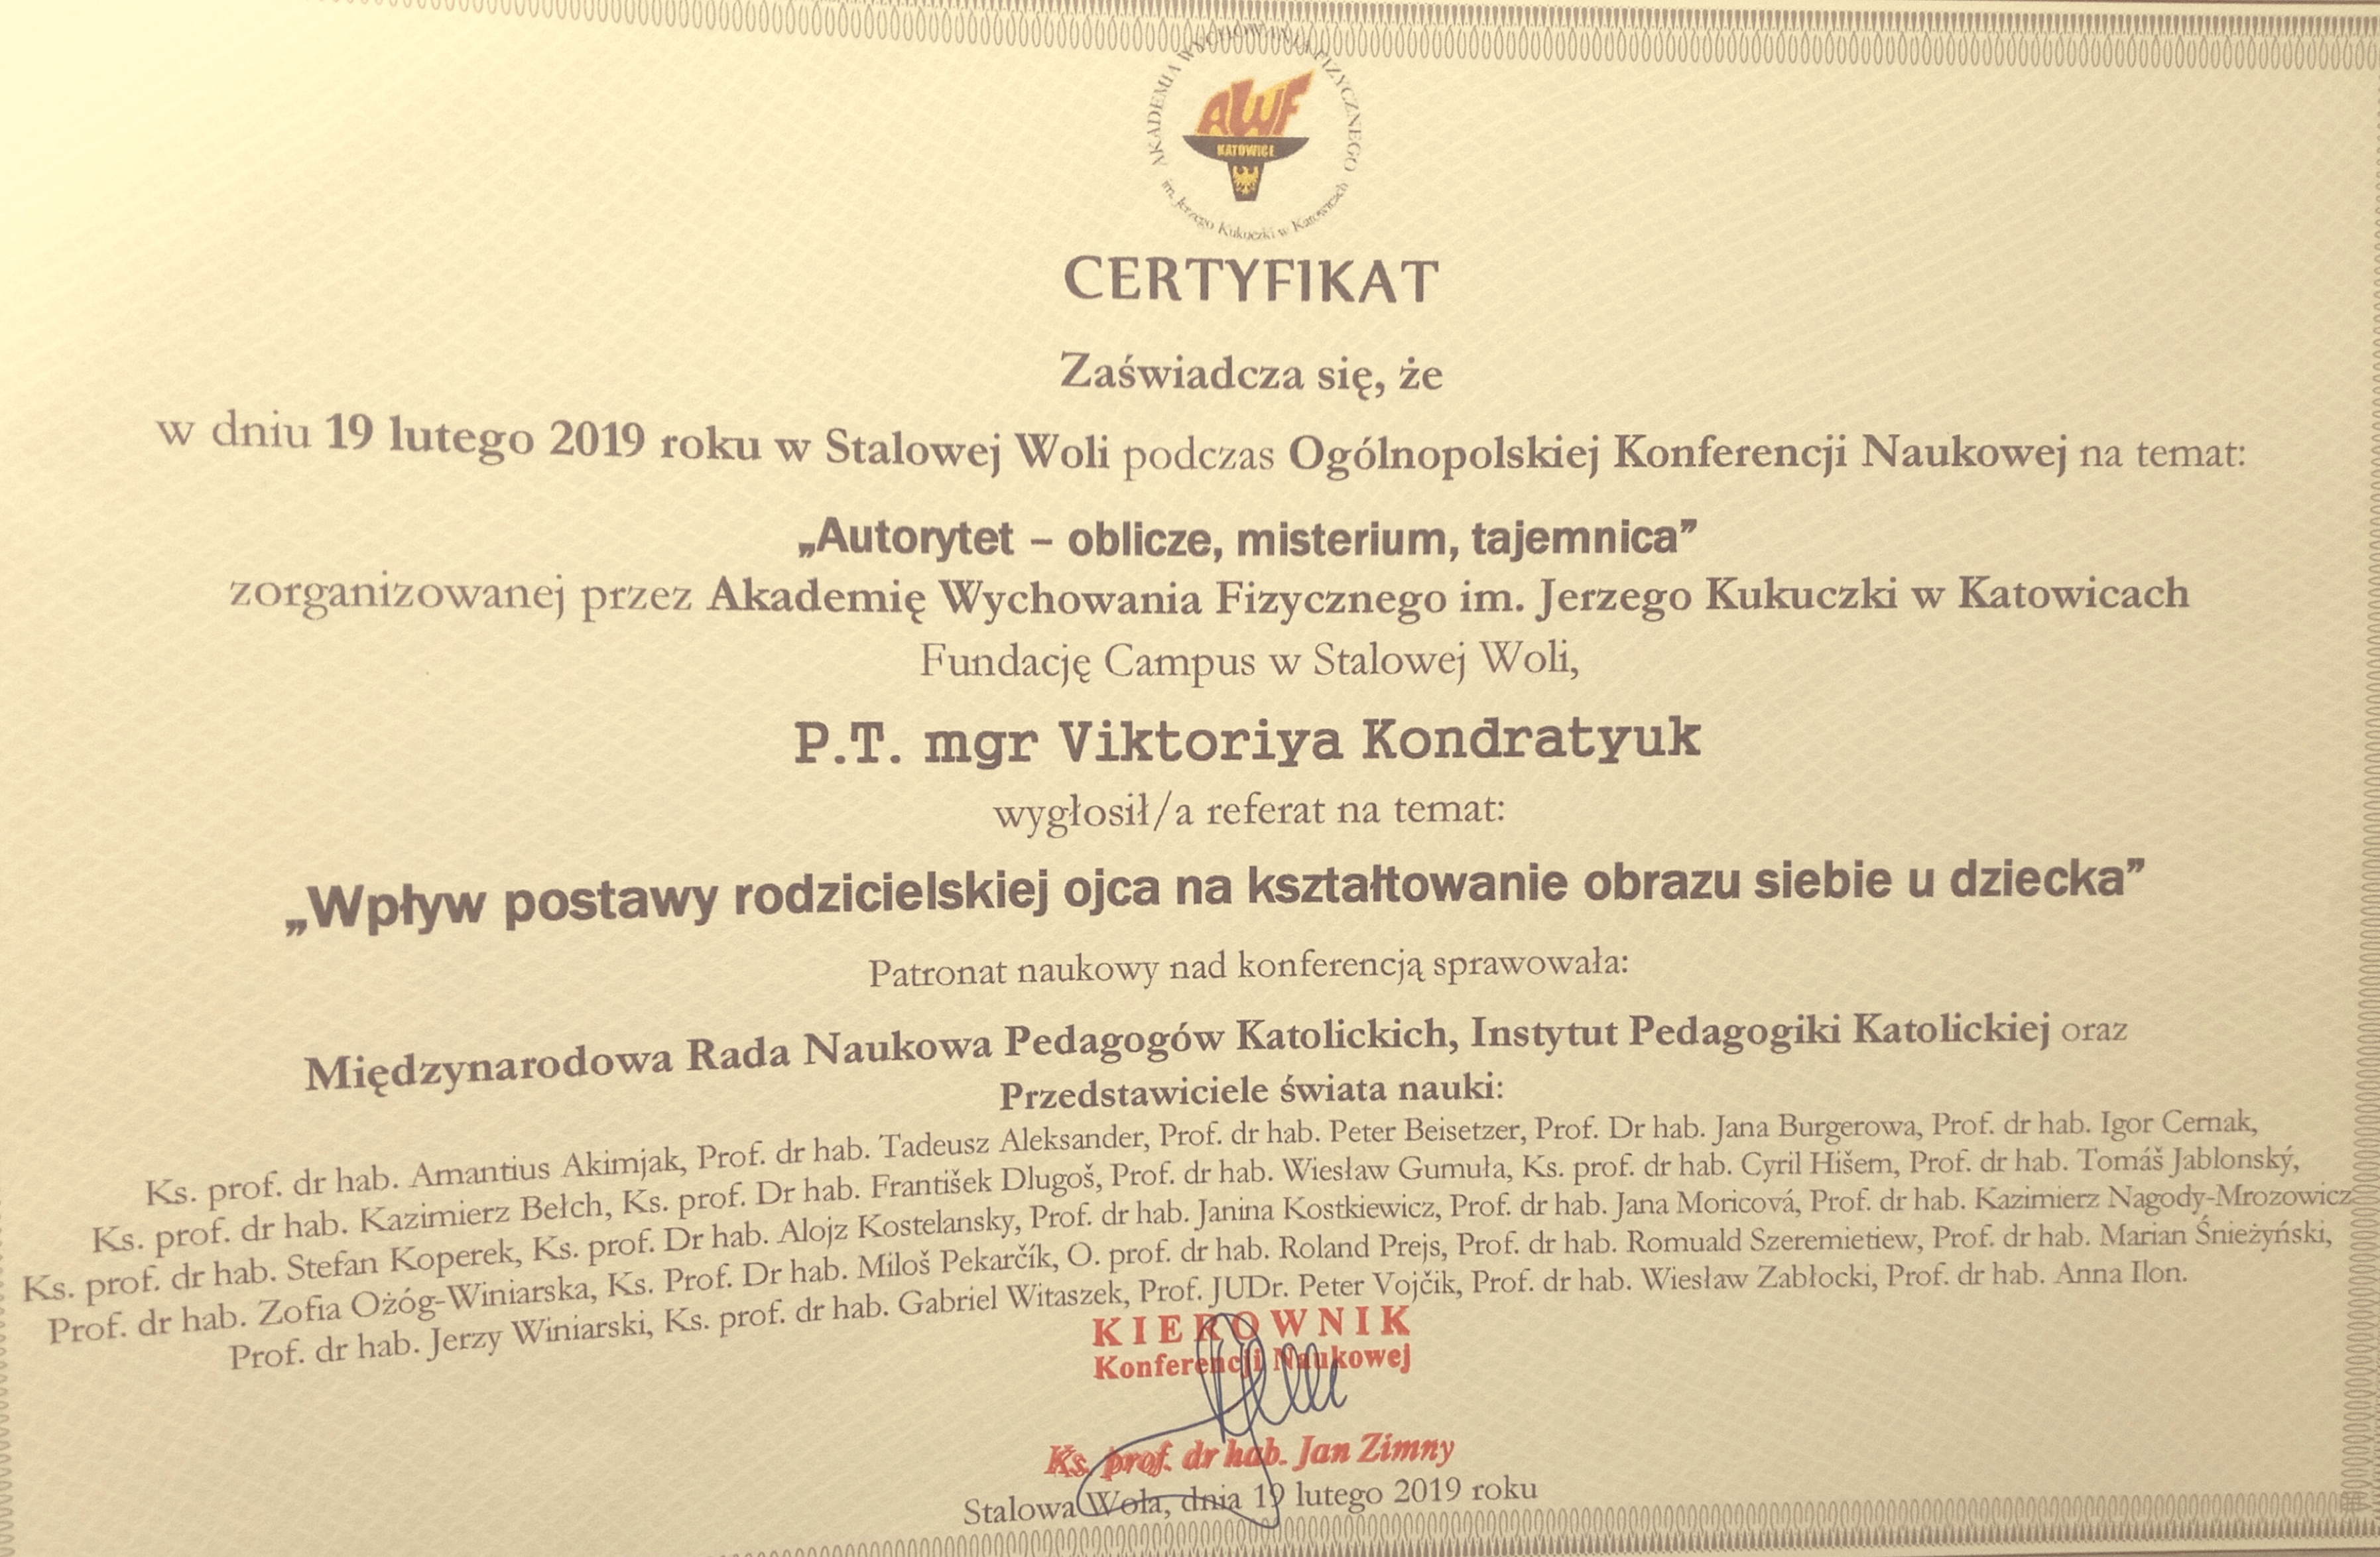 AKADEMIA WYCHOWANIA FIZYCZNEGO
im. Jerzego Kukuczki w Katowicach
AWF
KATOWICE
CERTYFIKAT
Zaświadcza się, że
w dniu 19 lutego 2019 roku w Stalowej Woli podczas Ogólnopolskiej Konferencji Naukowej na temat:
„Autorytet – oblicze, misterium, tajemnica”
zorganizowanej przez Akademię Wychowania Fizycznego im. Jerzego Kukuczki w Katowicach
Fundację Campus w Stalowej Woli,
P.T. mgr Viktoriya Kondratyuk
wygłosił/a referat na temat:
„Wpływ postawy rodzicielskiej ojca na kształtowanie obrazu siebie u dziecka”
Patronat naukowy nad konferencją sprawowała:
Międzynarodowa Rada Naukowa Pedagogów Katolickich, Instytut Pedagogiki Katolickiej oraz
Przedstawiciele świata nauki:
Ks. prof. dr hab. Amantius Akimjak, Prof. dr hab. Tadeusz Aleksander, Prof. dr hab. Peter Beisetzer, Prof. Dr hab. Jana Burgerowa, Prof. dr hab. Igor Cernak,
Ks. prof. dr hab. Kazimierz Bełch, Ks. prof. Dr hab. František Dlugoš, Prof. dr hab. Wiesław Gumuła, Ks. prof. dr hab. Cyril Hišem, Prof. dr hab. Tomáš Jablonský,
Ks. prof. dr hab. Stefan Koperek, Ks. prof. Dr hab. Alojz Kostelansky, Prof. dr hab. Janina Kostkiewicz, Prof. dr hab. Jana Moricová, Prof. dr hab. Kazimierz Nagody-Mrozowicz
Prof. dr hab. Zofia Ożóg-Winiarska, Ks. Prof. Dr hab. Miloš Pekarčík, O. prof. dr hab. Roland Prejs, Prof. dr hab. Romuald Szeremietiew, Prof. dr hab. Marian Śnieżyński,
Prof. dr hab. Jerzy Winiarski, Ks. prof. dr hab. Gabriel Witaszek, Prof. JUDr. Peter Vojčik, Prof. dr hab. Wiesław Zabłocki, Prof. dr hab. Anna Ilon.
KIEROWNIK
Konferencji Naukowej
Ks. prof. dr hab. Jan Zimny
Stalowa Wola, dnia 19 lutego 2019 roku